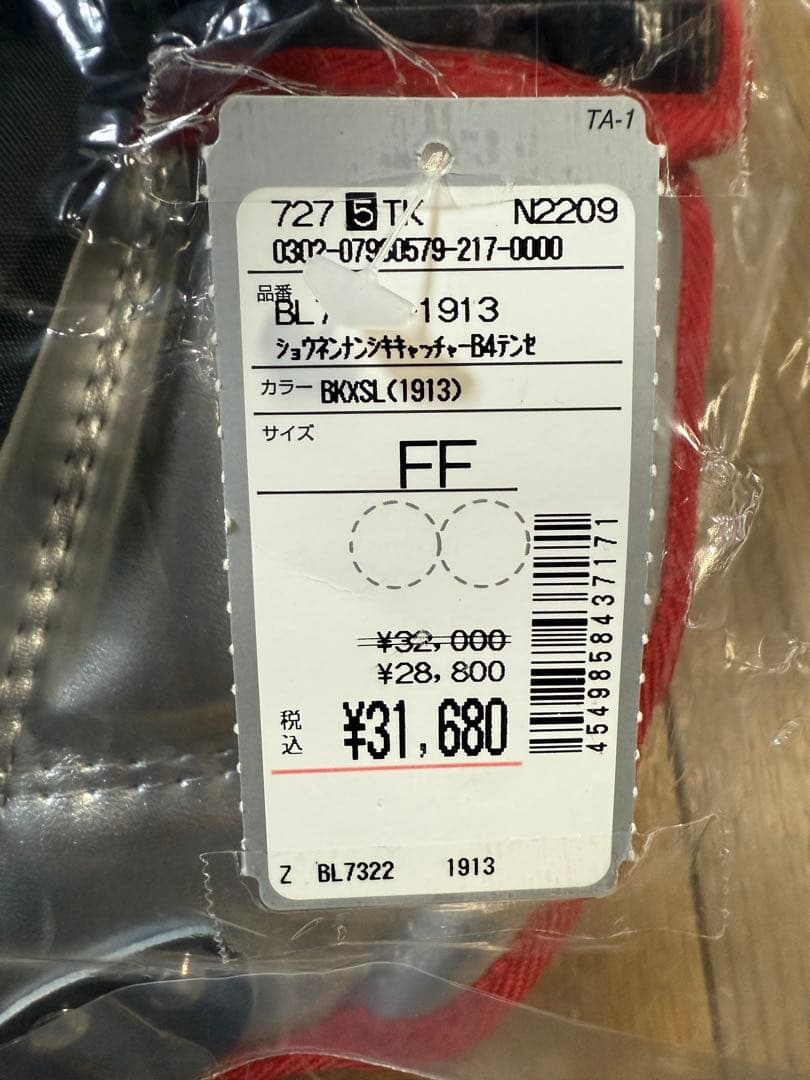 TA-1
727 5 TK N2209
品番
1913
ショウネンナンシキキャッチャーB4テンセ
カラー BKXSL(1913)
サイズ
FF
¥32,000
¥28,800
税込 ¥31,680
4549858437171
Z BL7322 1913